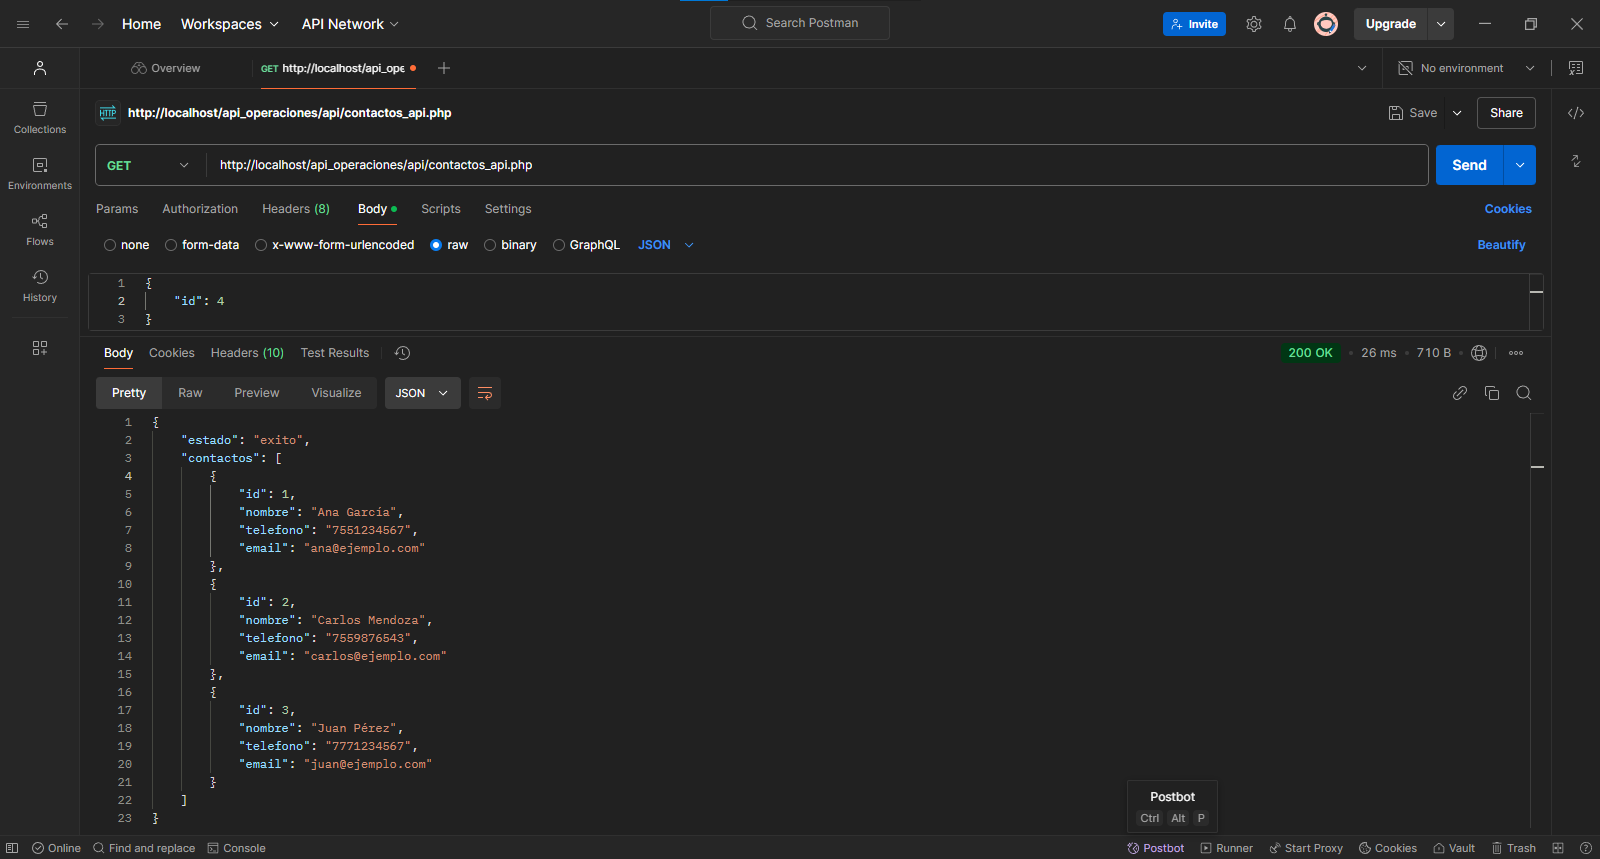 Home Workspaces API Network Search Postman Invite Upgrade
Overview GET http://localhost/api_ope No environment
HTTP http://localhost/api_operaciones/api/contactos_api.php Save Share
GET http://localhost/api_operaciones/api/contactos_api.php Send
Params Authorization Headers (8) Body Scripts Settings Cookies
none form-data x-www-form-urlencoded raw binary GraphQL JSON Beautify
Collections
Environments
Flows
History
1 {
2 "id": 4
3 }
Body Cookies Headers (10) Test Results 200 OK • 26 ms • 710 B
Pretty Raw Preview Visualize JSON
1 {
2 "estado": "exito",
3 "contactos": [
4 {
5 "id": 1,
6 "nombre": "Ana García",
7 "telefono": "7551234567",
8 "email": "ana@ejemplo.com"
9 },
10 {
11 "id": 2,
12 "nombre": "Carlos Mendoza",
13 "telefono": "7559876543",
14 "email": "carlos@ejemplo.com"
15 },
16 {
17 "id": 3,
18 "nombre": "Juan Pérez",
19 "telefono": "7771234567",
20 "email": "juan@ejemplo.com"
21 }
22 ]
23 }
Postbot
Ctrl Alt P
Online Find and replace Console Postbot Runner Start Proxy Cookies Vault Trash